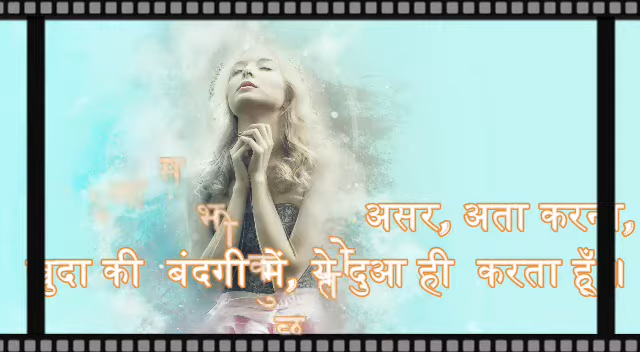 असर, अता करना,
खुदा की बंदगी में, ये दुआ ही करता हूँ ।